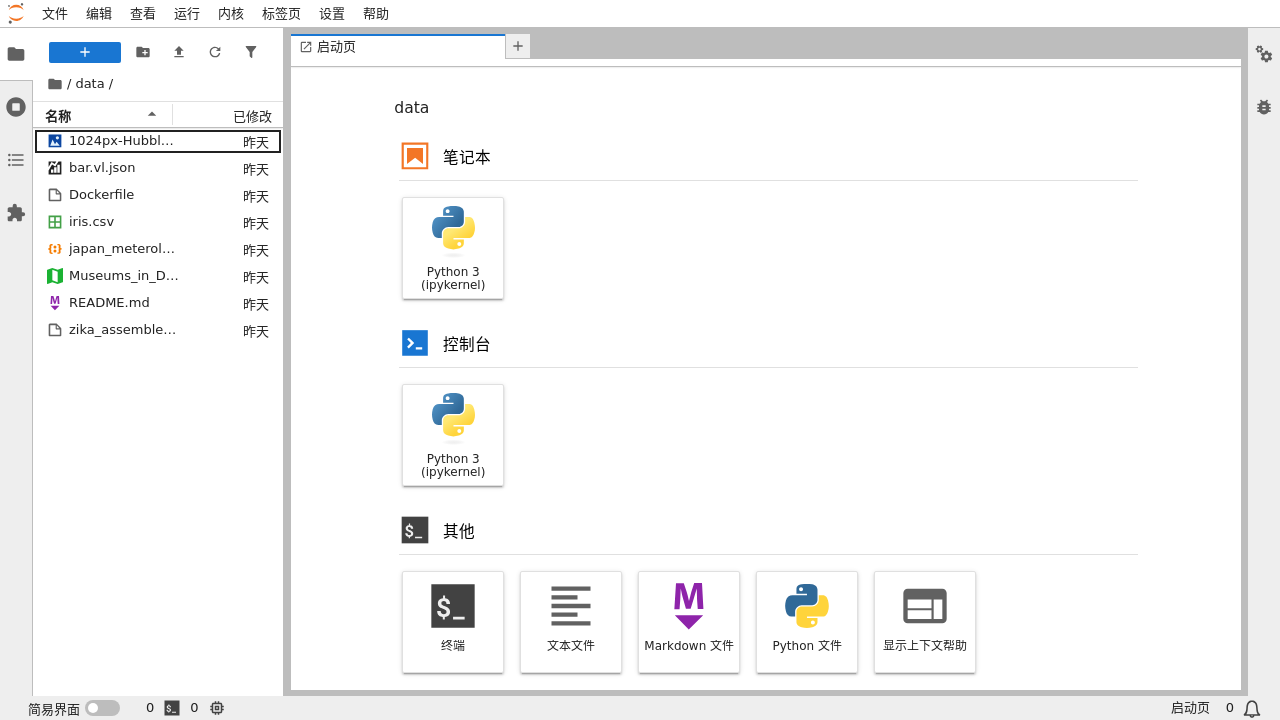 文件 编辑 查看 运行 内核 标签页 设置 帮助
启动页
/ data /
名称 已修改
1024px-Hubbl... 昨天
bar.vl.json 昨天
Dockerfile 昨天
iris.csv 昨天
japan_meterol... 昨天
Museums_in_D... 昨天
README.md 昨天
zika_assemble... 昨天
data
笔记本
Python 3
(ipykernel)
控制台
Python 3
(ipykernel)
其他
终端 文本文件 Markdown 文件 Python 文件 显示上下文帮助
简易界面 0 0 启动页 0